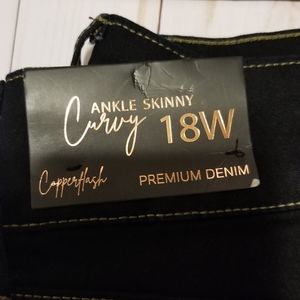 ANKLE SKINNY
Curvy 18W
Copperflash
PREMIUM DENIM